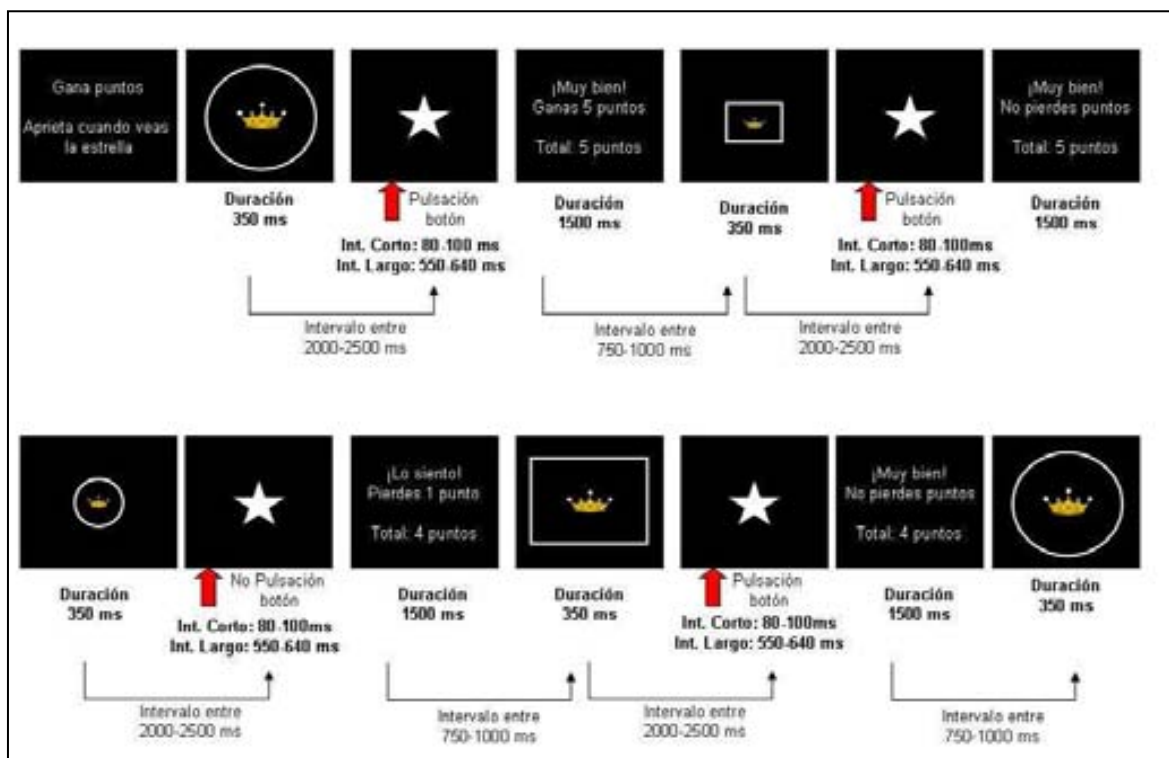 Gana puntos
Aprieta cuando veas
la estrella
Duración
350 ms
Pulsación
botón
Int. Corto: 80-100 ms
Int. Largo: 550-640 ms
¡Muy bien!
Ganas 5 puntos
Total: 5 puntos
Duración
1500 ms
Duración
350 ms
Pulsación
botón
Int. Corto: 80-100ms
Int. Largo: 550-640 ms
¡Muy bien!
No pierdes puntos
Total: 5 puntos
Duración
1500 ms
Intervalo entre
2000-2500 ms
Intervalo entre
750-1000 ms
Intervalo entre
2000-2500 ms
Duración
350 ms
No Pulsación
botón
Int. Corto: 80-100ms
Int. Largo: 550-640 ms
¡Lo siento!
Pierdes 1 punto
Total: 4 puntos
Duración
1500 ms
Duración
350 ms
Pulsación
botón
Int. Corto: 80-100ms
Int. Largo: 550-640 ms
¡Muy bien!
No pierdes puntos
Total: 4 puntos
Duración
1500 ms
Duración
350 ms
Intervalo entre
2000-2500 ms
Intervalo entre
750-1000 ms
Intervalo entre
2000-2500 ms
Intervalo entre
750-1000 ms